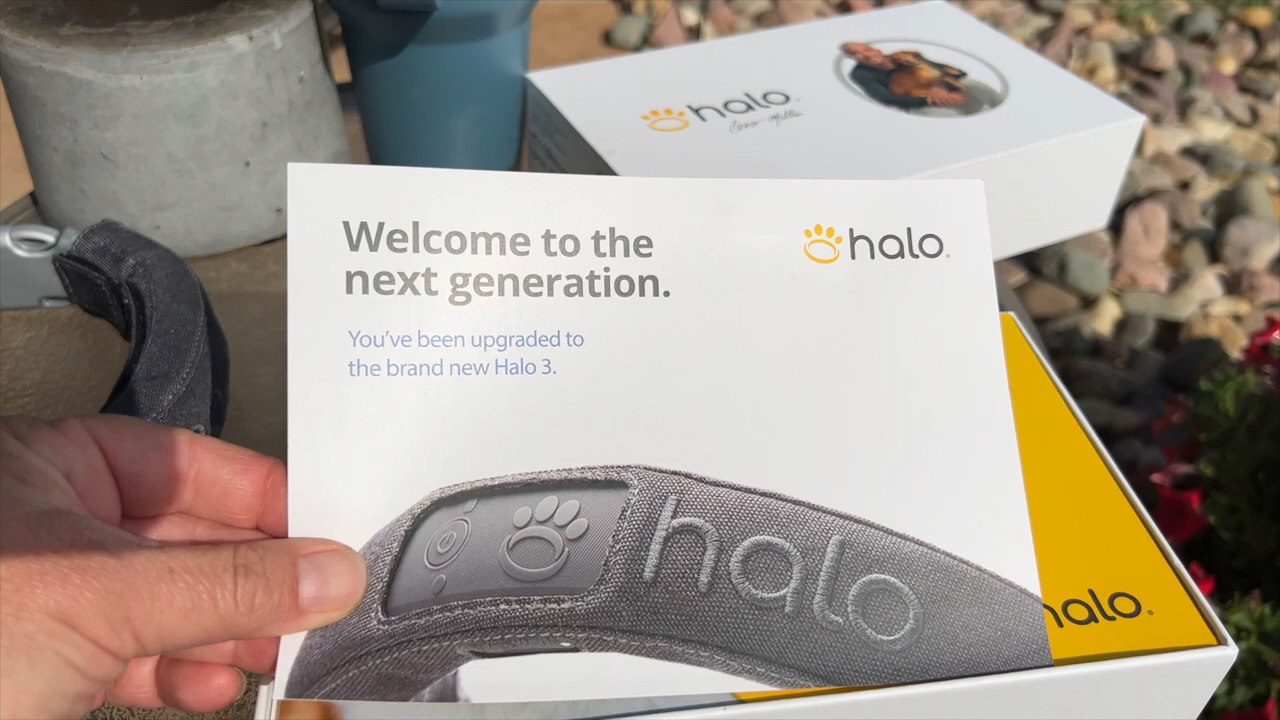 halo.
Welcome to the
next generation.
halo.
You've been upgraded to
the brand new Halo 3.
halo
halo.